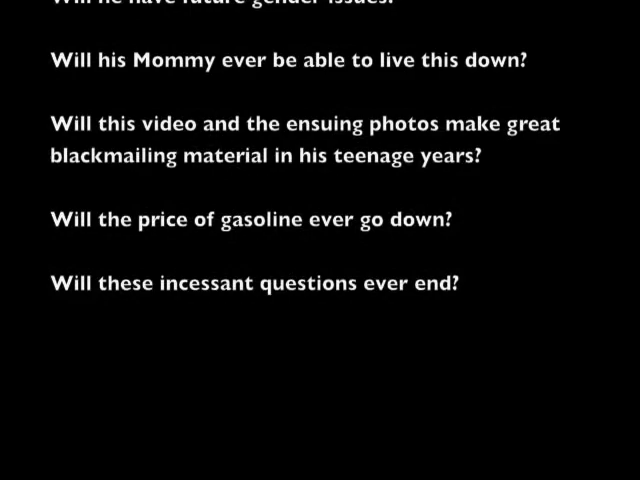 Will he have future gender issues?
Will his Mommy ever be able to live this down?
Will this video and the ensuing photos make great
blackmailing material in his teenage years?
Will the price of gasoline ever go down?
Will these incessant questions ever end?